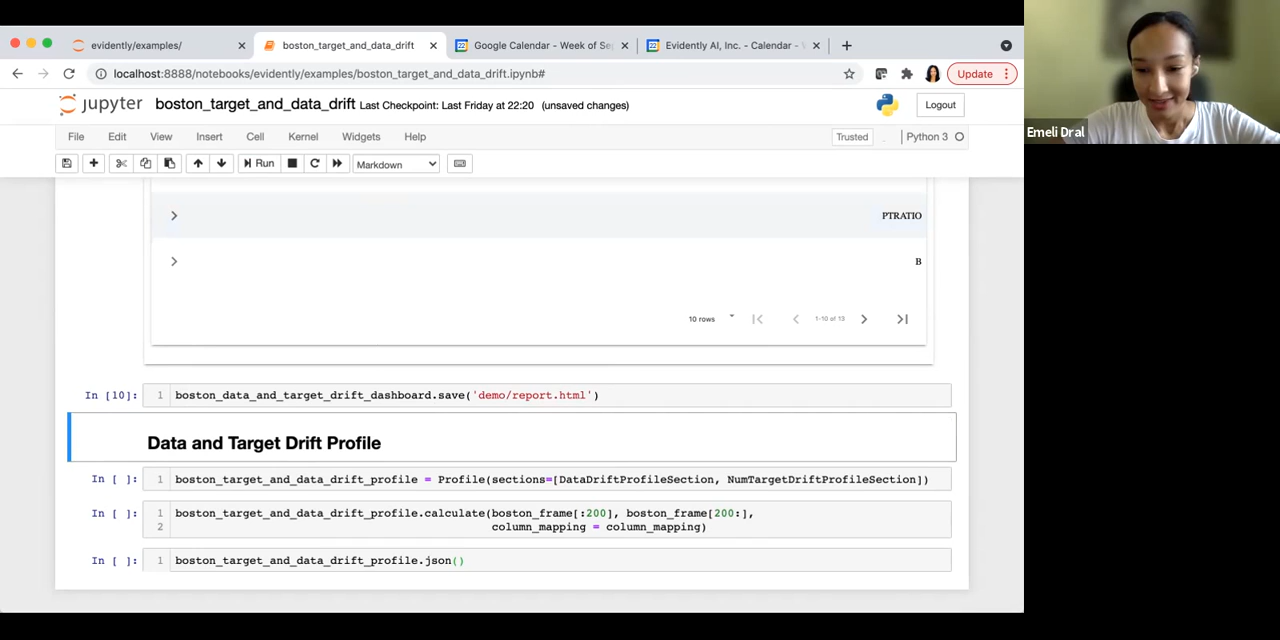 evidently/examples/
boston_target_and_data_drift
Google Calendar - Week of Se
Evidently AI, Inc. - Calendar -
localhost:8888/notebooks/evidently/examples/boston_target_and_data_drift.ipynb#
Update
jupyter boston_target_and_data_drift Last Checkpoint: Last Friday at 22:20 (unsaved changes)
Logout
File Edit View Insert Cell Kernel Widgets Help
Trusted
Python 3
Run
Markdown
Emeli Dral
PTRATIO
B
10 rows
1-10 of 13
In [10]: 1 boston_data_and_target_drift_dashboard.save('demo/report.html')
Data and Target Drift Profile
In [ ]: 1 boston_target_and_data_drift_profile = Profile(sections=[DataDriftProfileSection, NumTargetDriftProfileSection])
In [ ]: 1 boston_target_and_data_drift_profile.calculate(boston_frame[:200], boston_frame[200:],
2 column_mapping = column_mapping)
In [ ]: 1 boston_target_and_data_drift_profile.json()